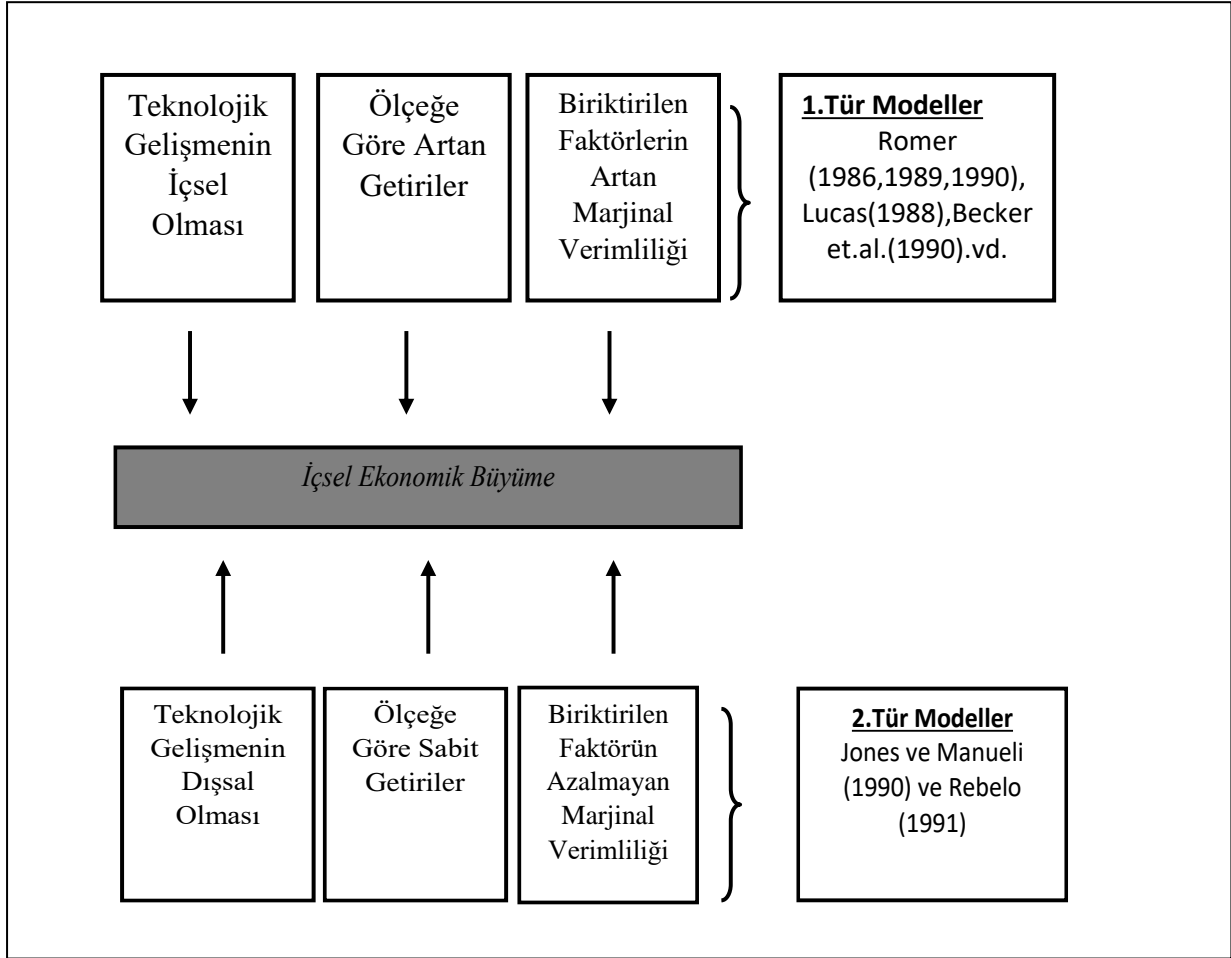 Teknolojik
Gelişmenin
İçsel
Olması
Ölçeğe
Göre Artan
Getiriler
Biriktirilen
Faktörlerin
Artan
Marjinal
Verimliliği
1.Tür Modeller
Romer
(1986,1989,1990),
Lucas(1988),Becker
et.al.(1990).vd.
İçsel Ekonomik Büyüme
Teknolojik
Gelişmenin
Dışsal
Olması
Ölçeğe
Göre Sabit
Getiriler
Biriktirilen
Faktörün
Azalmayan
Marjinal
Verimliliği
2.Tür Modeller
Jones ve Manueli
(1990) ve Rebelo
(1991)